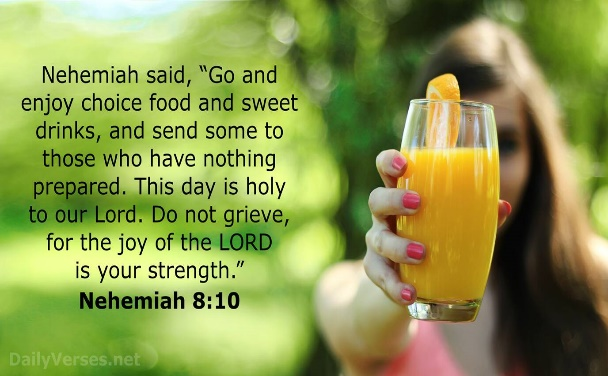 Nehemiah said, “Go and
enjoy choice food and sweet
drinks, and send some to
those who have nothing
prepared. This day is holy
to our Lord. Do not grieve,
for the joy of the LORD
is your strength.”
Nehemiah 8:10
DailyVerses.net